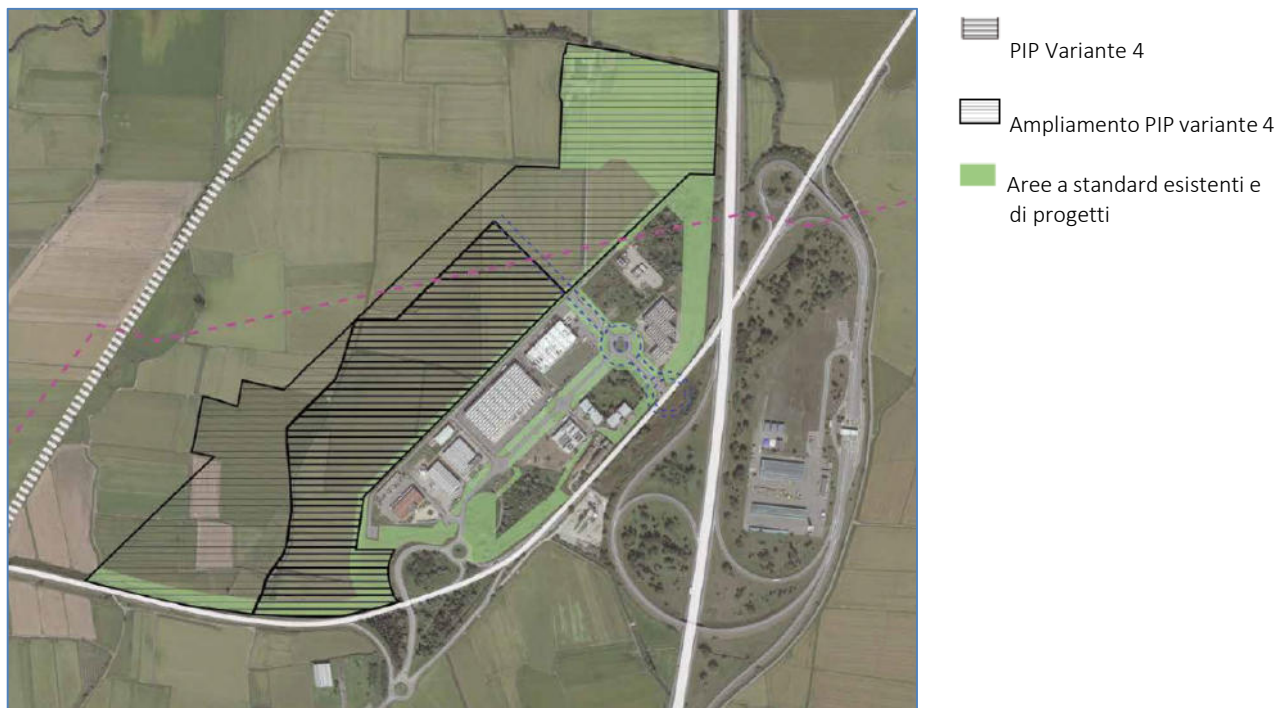 PIP Variante 4
Ampliamento PIP variante 4
Aree a standard esistenti e
di progetti